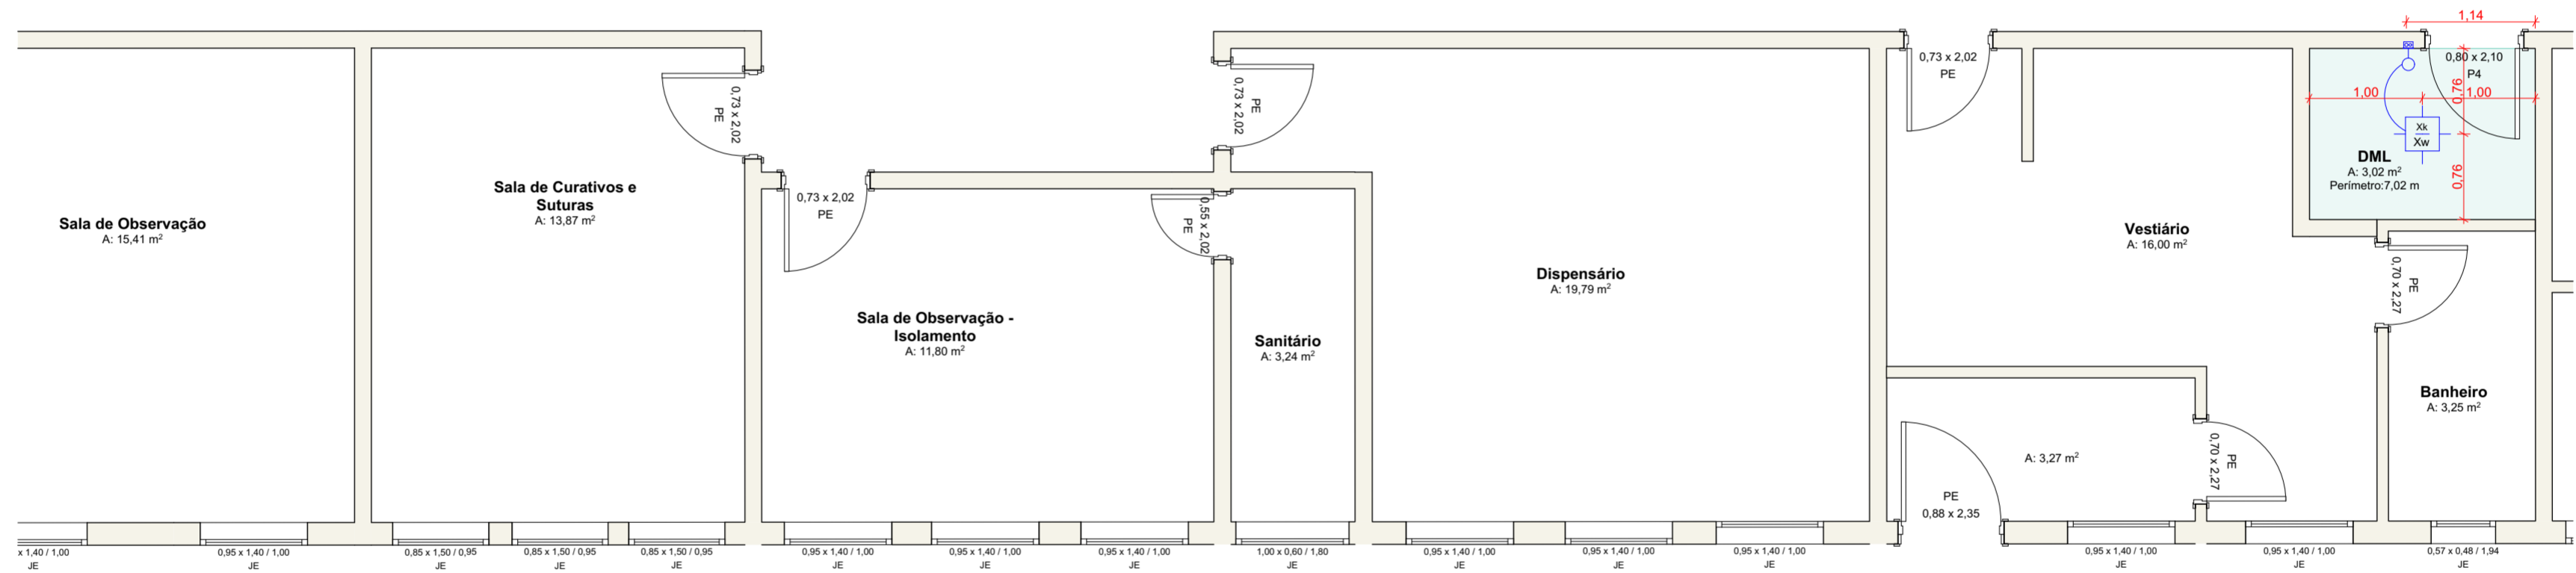 1,14
0,73 x 2,02
PE
0,73 x 2,02
PE
0,73 x 2,02
PE
0,80 x 2,10
P4
1,00
0,76
1,00
Xk
Xw
DML
A: 3,02 m²
Perímetro:7,02 m
0,76
Sala de Observação
A: 15,41 m²
Sala de Curativos e
Suturas
A: 13,87 m²
0,73 x 2,02
PE
0,55 x 2,02
PE
Sala de Observação -
Isolamento
A: 11,80 m²
Sanitário
A: 3,24 m²
Dispensário
A: 19,79 m²
Vestiário
A: 16,00 m²
0,70 x 2,27
PE
Banheiro
A: 3,25 m²
A: 3,27 m²
0,70 x 2,27
PE
PE
0,88 x 2,35
x 1,40 / 1,00
JE
0,95 x 1,40 / 1,00
JE
0,85 x 1,50 / 0,95
JE
0,85 x 1,50 / 0,95
JE
0,85 x 1,50 / 0,95
JE
0,95 x 1,40 / 1,00
JE
0,95 x 1,40 / 1,00
JE
0,95 x 1,40 / 1,00
JE
1,00 x 0,60 / 1,80
JE
0,95 x 1,40 / 1,00
JE
0,95 x 1,40 / 1,00
JE
0,95 x 1,40 / 1,00
JE
0,95 x 1,40 / 1,00
JE
0,95 x 1,40 / 1,00
JE
0,57 x 0,48 / 1,94
JE